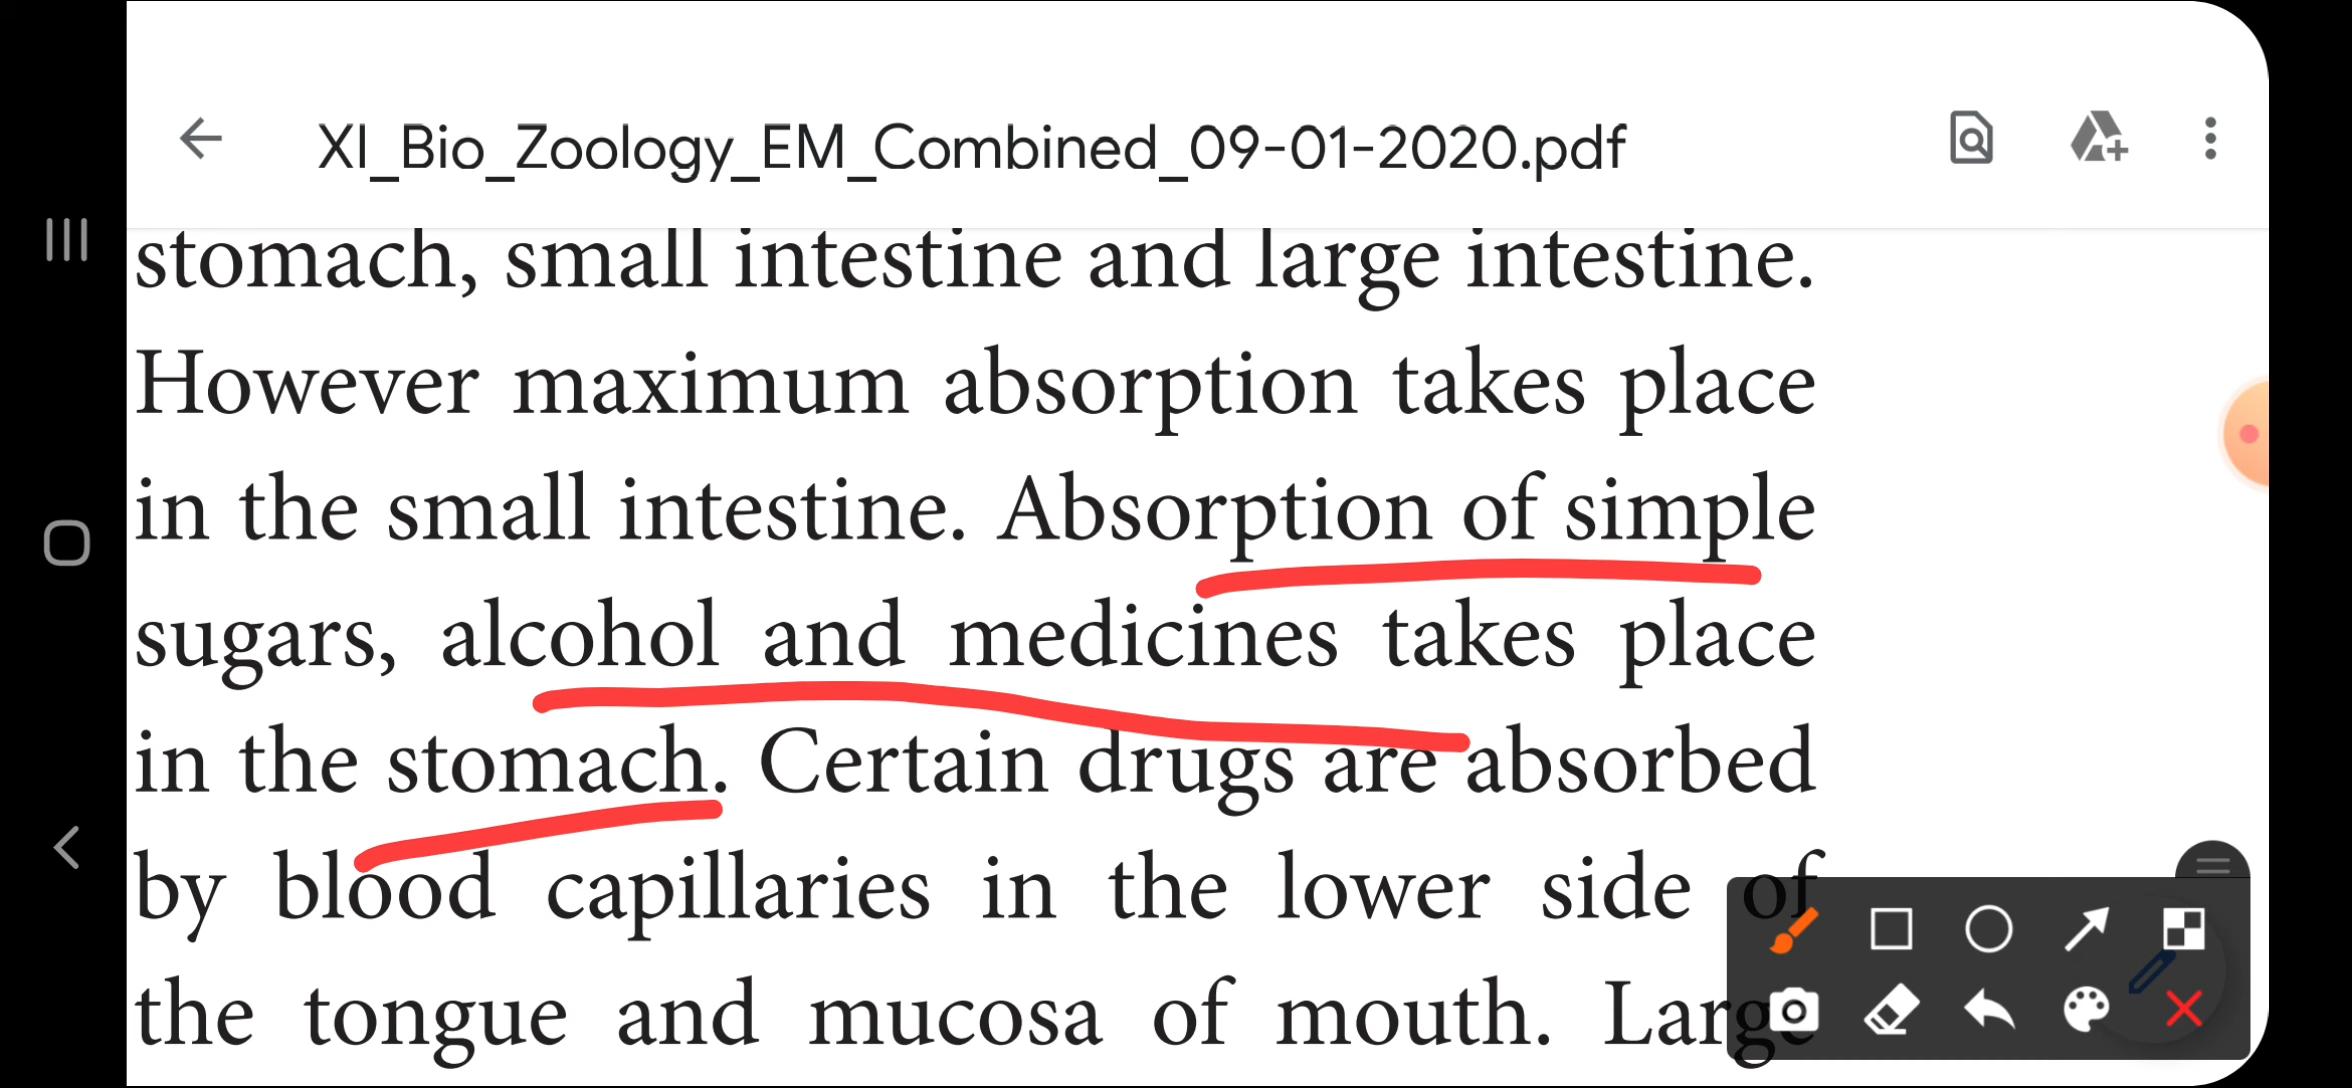 XI_Bio_Zoology_EM_Combined_09-01-2020.pdf
stomach, small intestine and large intestine.
However maximum absorption takes place
in the small intestine. Absorption of simple
sugars, alcohol and medicines takes place
in the stomach. Certain drugs are absorbed
by blood capillaries in the lower side of
the tongue and mucosa of mouth. Large